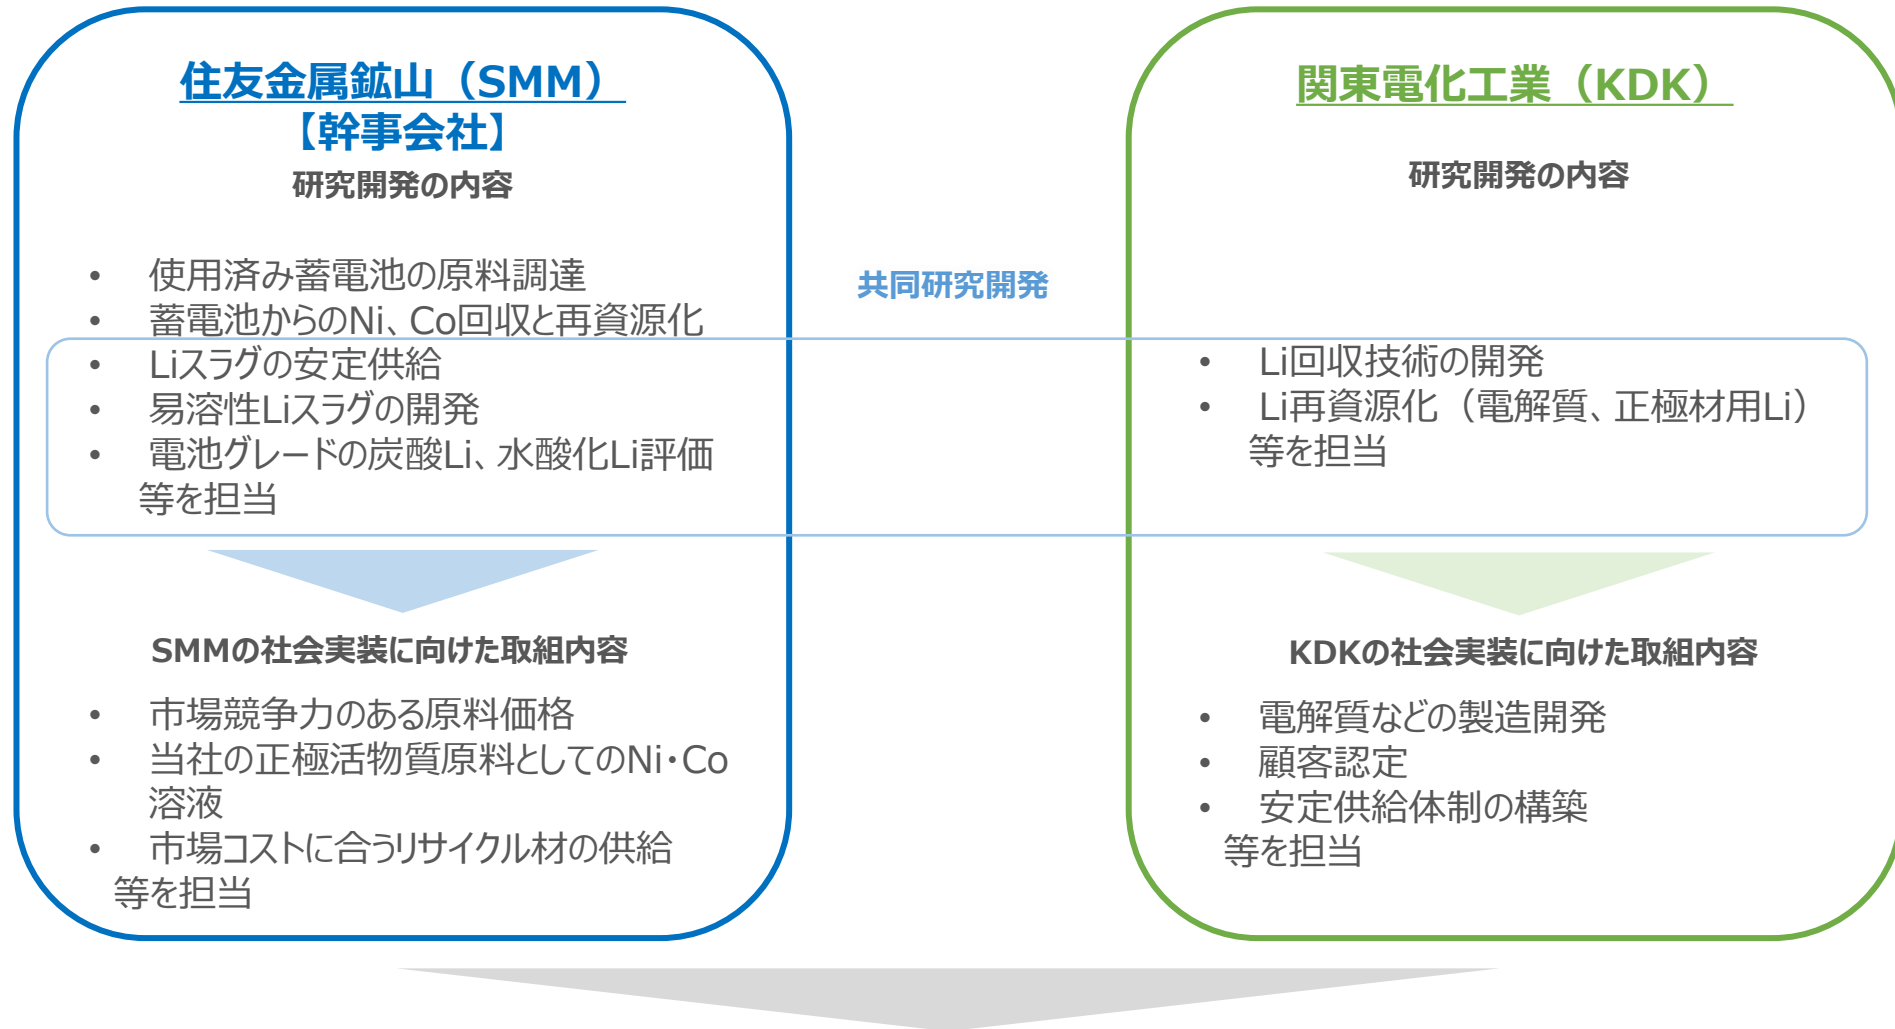 住友金属鉱山（SMM）
【幹事会社】
研究開発の内容
• 使用済み蓄電池の原料調達
• 蓄電池からのNi、Co回収と再資源化
• Liスラグの安定供給
• 易溶性Liスラグの開発
• 電池グレードの炭酸Li、水酸化Li評価
等を担当
SMMの社会実装に向けた取組内容
• 市場競争力のある原料価格
• 当社の正極活物質原料としてのNi・Co
溶液
• 市場コストに合うリサイクル材の供給
等を担当
共同研究開発
関東電化工業（KDK）
研究開発の内容
• Li回収技術の開発
• Li再資源化（電解質、正極材用Li）
等を担当
KDKの社会実装に向けた取組内容
• 電解質などの製造開発
• 顧客認定
• 安定供給体制の構築
等を担当